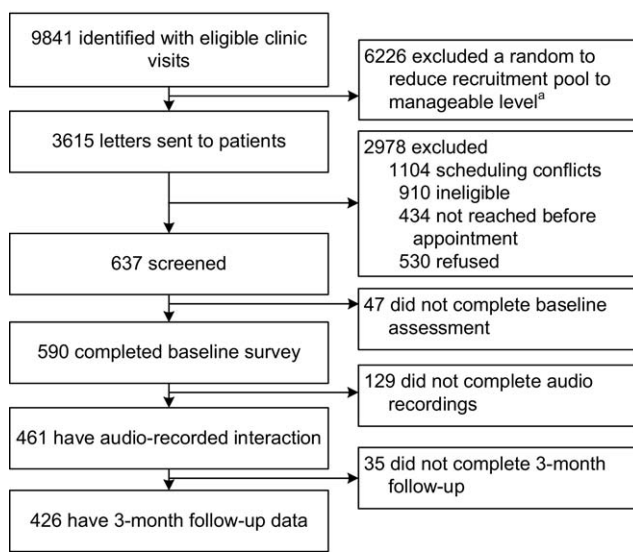 9841 identified with eligible clinic
visits
6226 excluded a random to
reduce recruitment pool to
manageable levelᵃ
3615 letters sent to patients
2978 excluded
1104 scheduling conflicts
910 ineligible
434 not reached before
appointment
530 refused
637 screened
47 did not complete baseline
assessment
590 completed baseline survey
129 did not complete audio
recordings
461 have audio-recorded interaction
35 did not complete 3-month
follow-up
426 have 3-month follow-up data